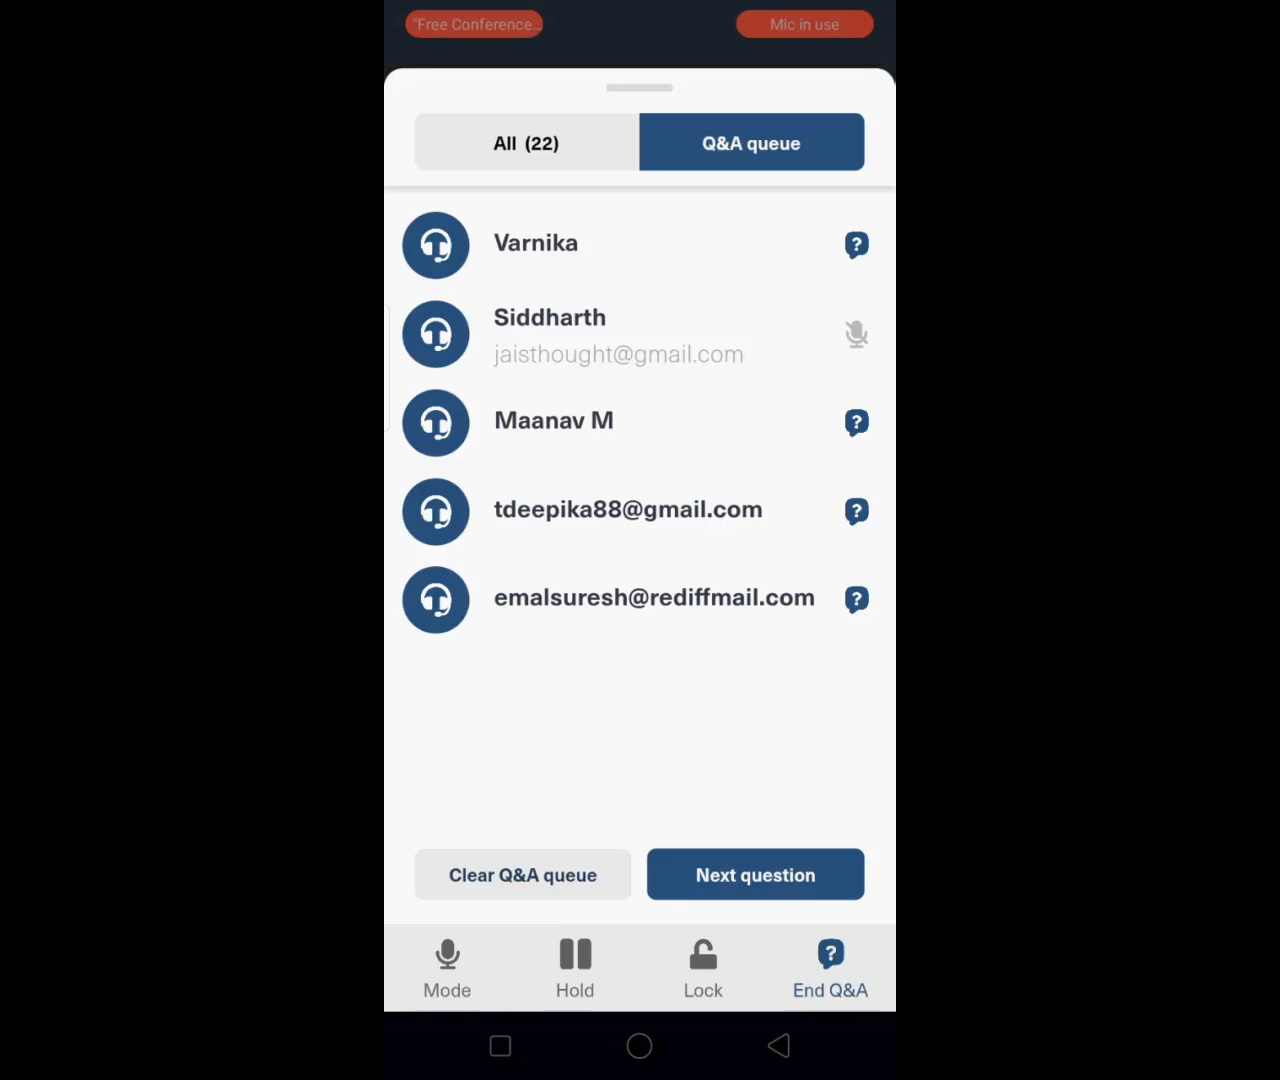 "Free Conference...
Mic in use
All (22)
Q&A queue
Varnika
Siddharth
jaisthought@gmail.com
Maanav M
tdeepika88@gmail.com
emalsuresh@rediffmail.com
Clear Q&A queue
Next question
Mode
Hold
Lock
End Q&A